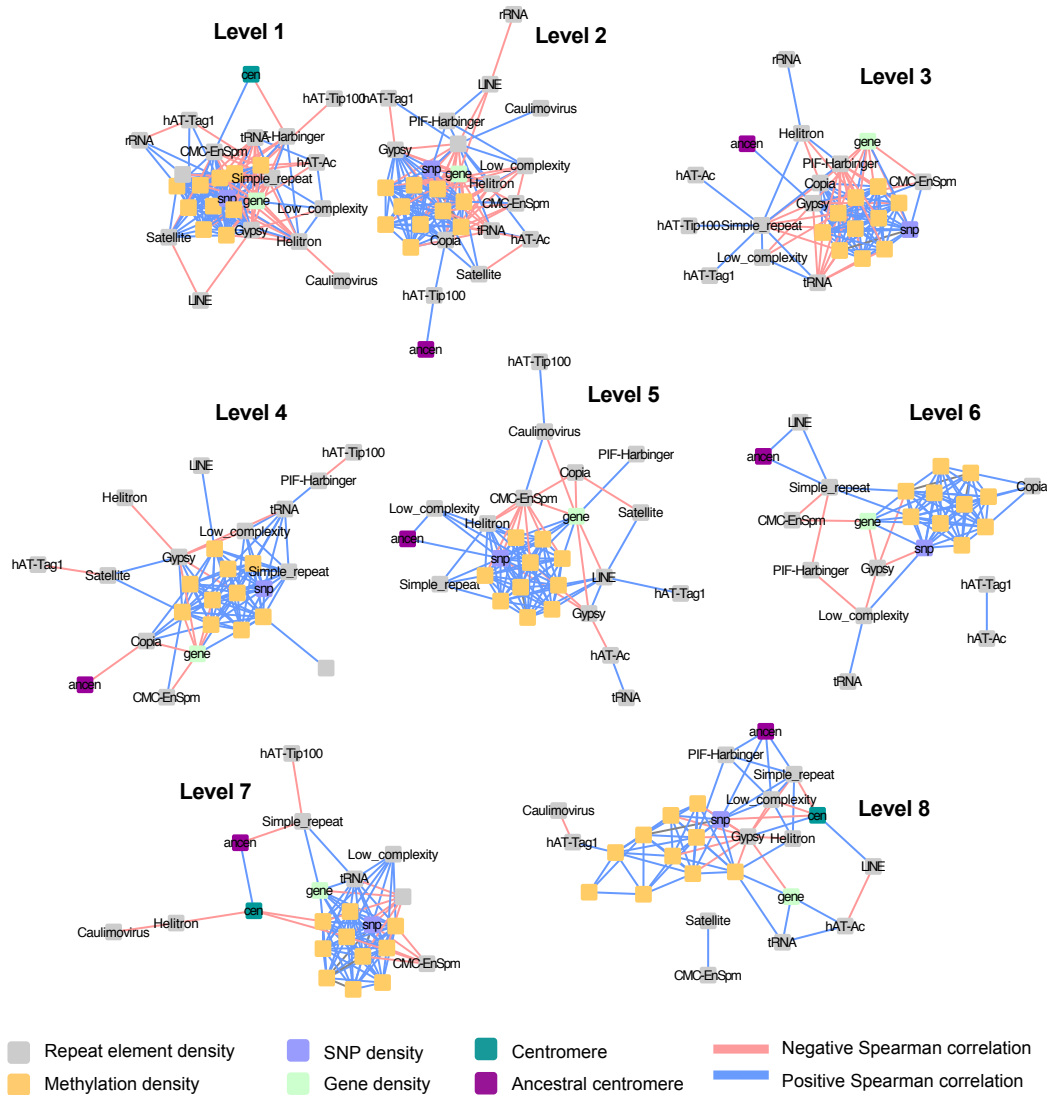 Level 1
cen
hAT-Tip100
hAT-Tag1
rRNA
tRNA
-Harbinger
CMC-EnSpm
hAT-Ac
Simple_repeat
snp
gene
Low_complexity
Satellite
Gypsy
Helitron
LINE
Caulimovirus
Level 2
rRNA
LINE
hAT-Tag1
Caulimovirus
PIF-Harbinger
Gypsy
snp
Low_complexity
gene
Helitron
CMC-EnSpm
tRNA
hAT-Ac
Copia
Satellite
hAT-Tip100
ancen
Level 3
rRNA
Helitron
gene
ancen
PIF-Harbinger
hAT-Ac
Copia
CMC-EnSpm
Gypsy
hAT-Tip100
Simple_repeat
snp
Low_complexity
hAT-Tag1
tRNA
Level 4
LINE
hAT-Tip100
PIF-Harbinger
Helitron
tRNA
Low_complexity
Gypsy
hAT-Tag1
Satellite
Simple_repeat
snp
Copia
gene
ancen
CMC-EnSpm
Level 5
hAT-Tip100
Caulimovirus
Copia
PIF-Harbinger
CMC-EnSpm
Low_complexity
Helitron
gene
Satellite
ancen
snp
Simple_repeat
LINE
hAT-Tag1
Gypsy
hAT-Ac
tRNA
Level 6
LINE
ancen
Simple_repeat
Copia
CMC-EnSpm
gene
snp
PIF-Harbinger
Gypsy
hAT-Tag1
Low_complexity
hAT-Ac
tRNA
Level 7
hAT-Tip100
Simple_repeat
ancen
Low_complexity
tRNA
gene
cen
snp
Helitron
Caulimovirus
CMC-EnSpm
Level 8
ancen
PIF-Harbinger
Simple_repeat
Low_complexity
Caulimovirus
snp
cen
hAT-Tag1
Gypsy
Helitron
LINE
gene
Satellite
hAT-Ac
tRNA
CMC-EnSpm
Repeat element density
SNP density
Centromere
Negative Spearman correlation
Methylation density
Gene density
Ancestral centromere
Positive Spearman correlation